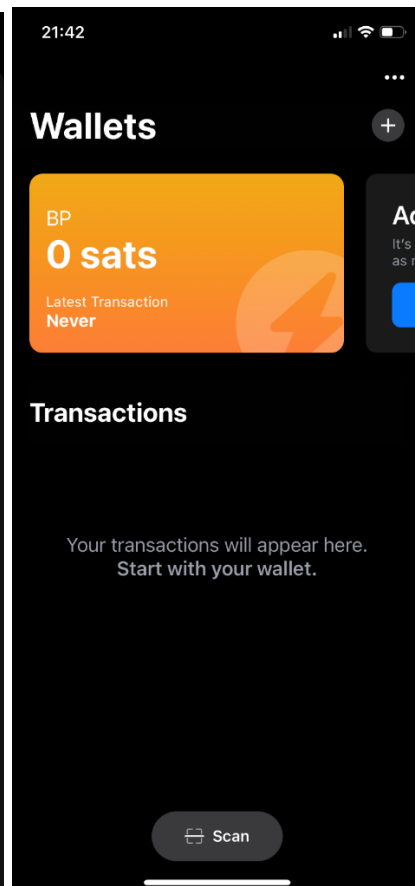 21:42
Wallets
BP
0 sats
Latest Transaction
Never
It's
Transactions
Your transactions will appear here.
Start with your wallet.
Scan